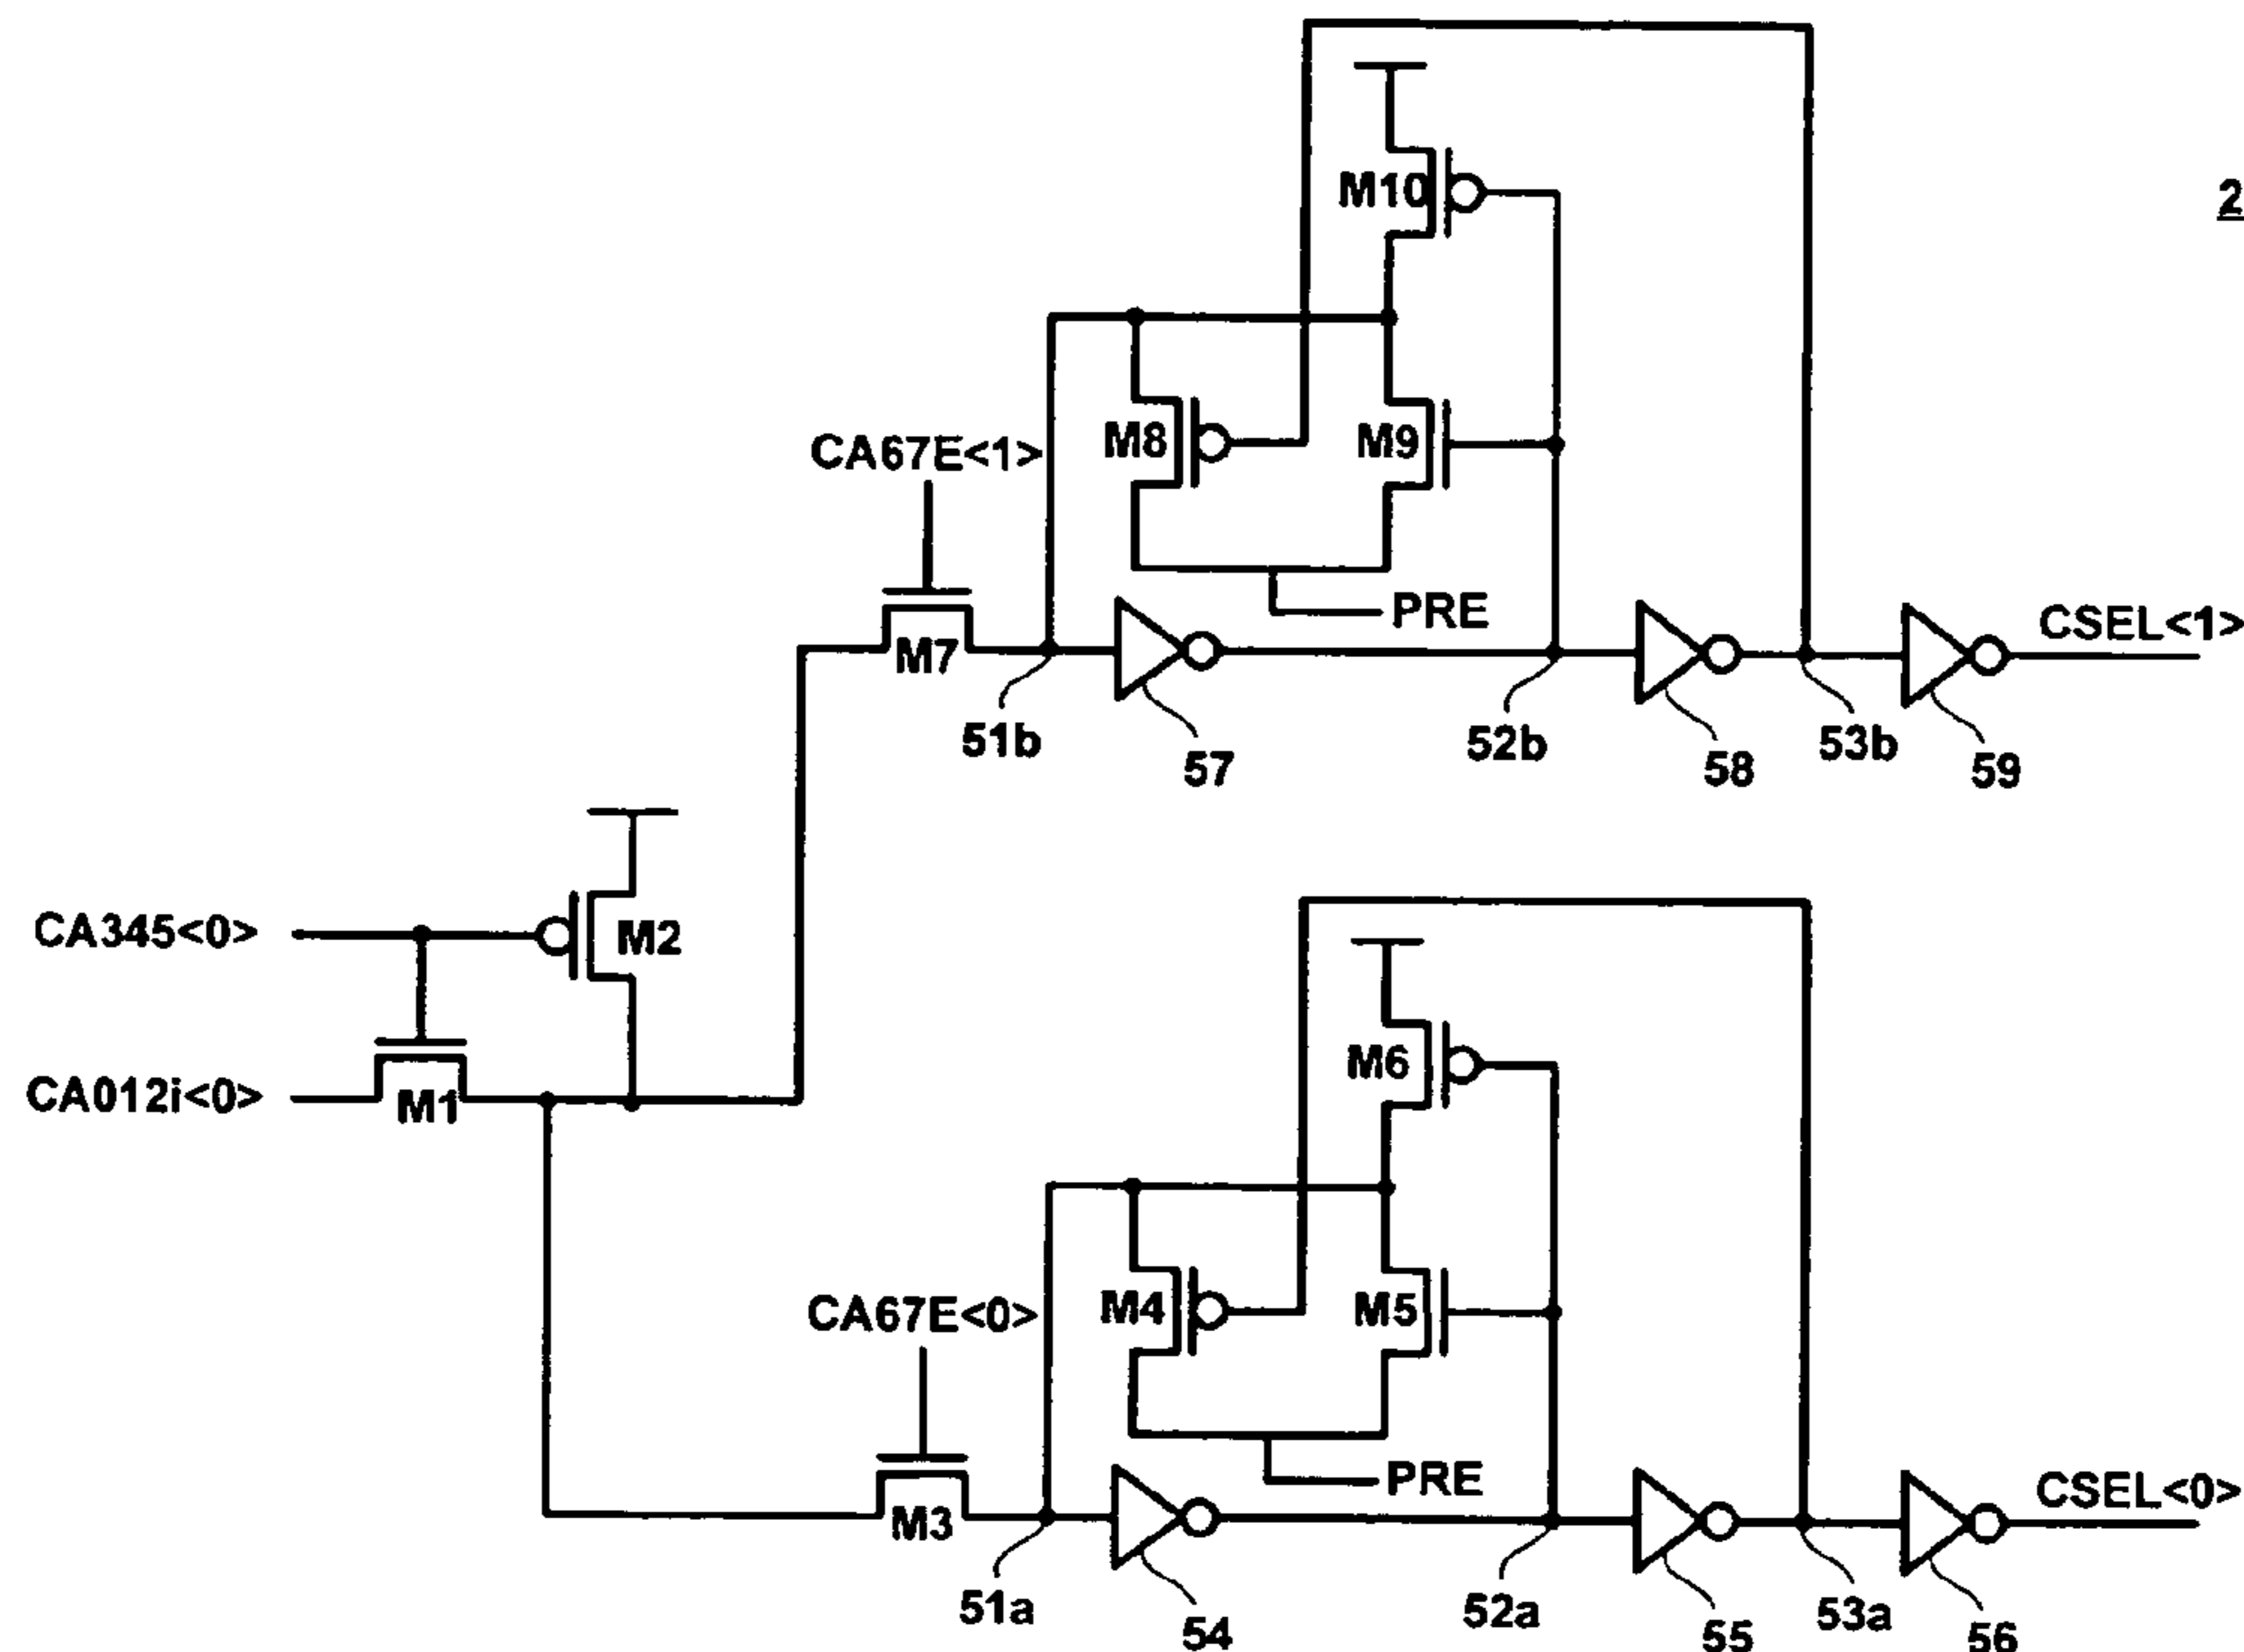 2
M10
M8
M9
CA67E<1>
PRE
M7
CSEL<1>
51b
57
52b
58
53b
59
CA345<0>
M2
CA012i<0>
M1
M6
M4
M5
CA67E<0>
PRE
M3
CSEL<0>
51a
54
52a
55
53a
56